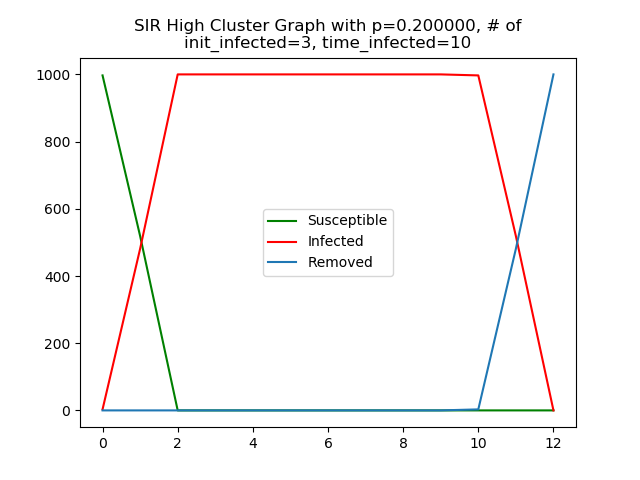 SIR High Cluster Graph with p=0.200000, # of
init_infected=3, time_infected=10
1000
800
600
400
200
0
Susceptible
Infected
Removed
0 2 4 6 8 10 12